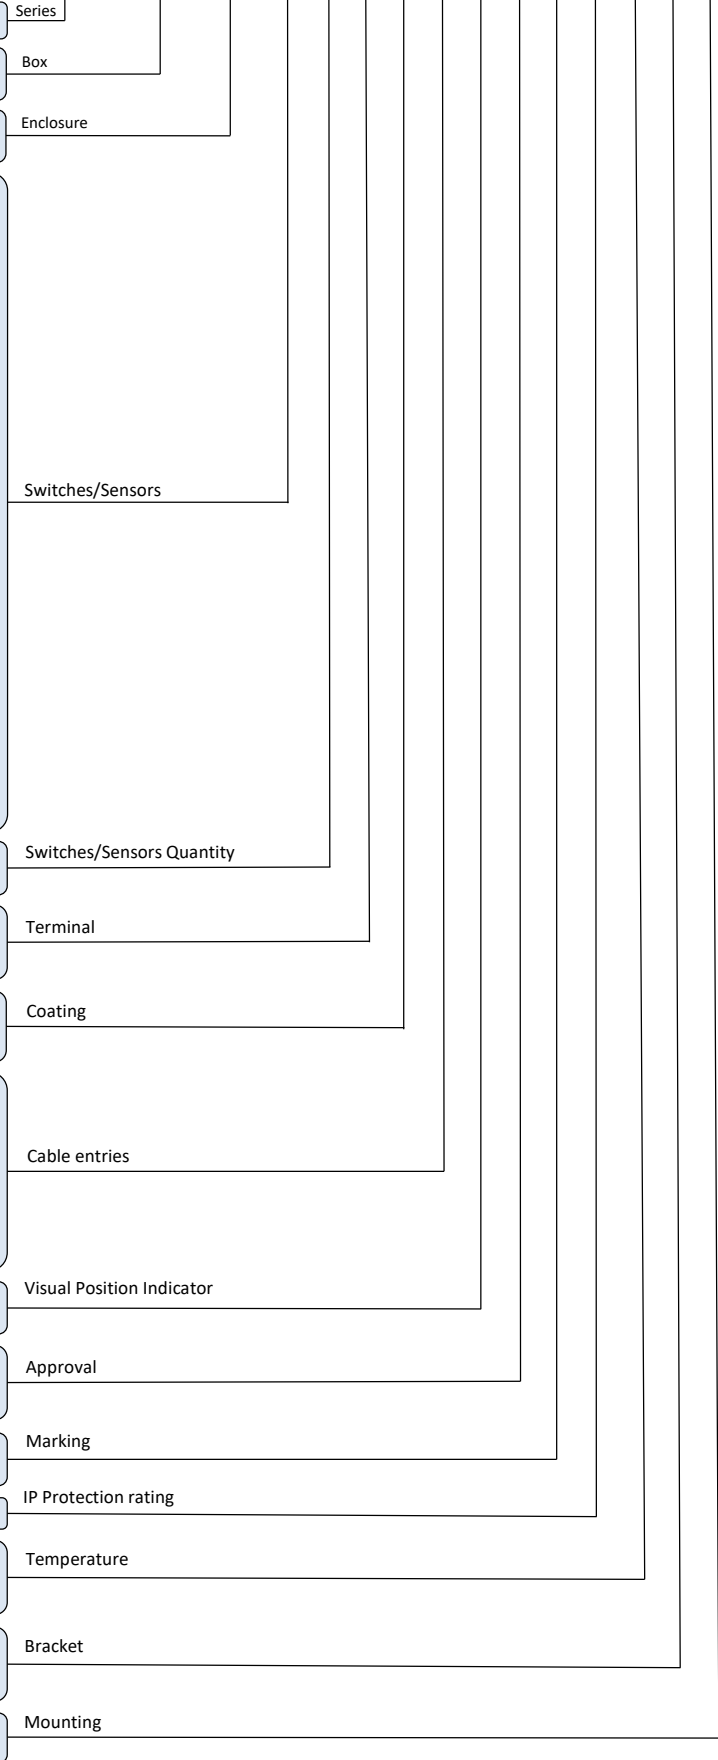 Series
Box
Enclosure
Switches/Sensors
Switches/Sensors Quantity
Terminal
Coating
Cable entries
Visual Position Indicator
Approval
Marking
IP Protection rating
Temperature
Bracket
Mounting